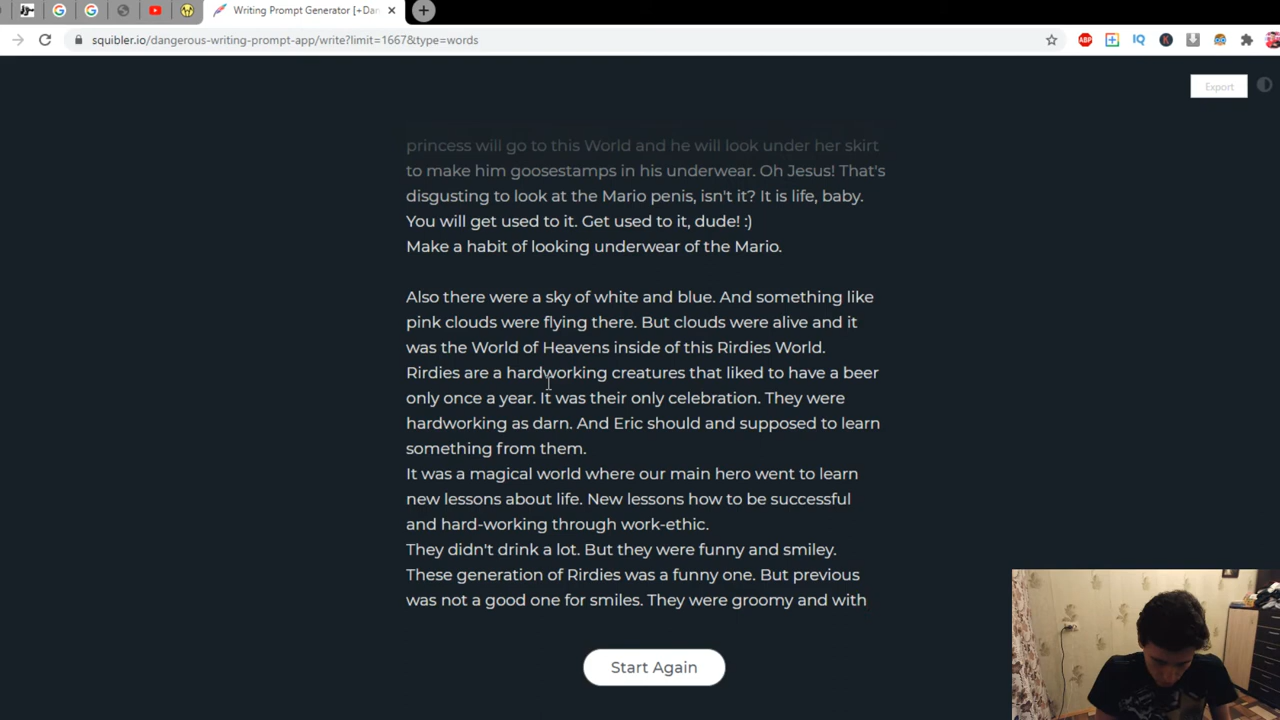 Writing Prompt Generator [+Dan
squibler.io/dangerous-writing-prompt-app/write?limit=1667&type=words
ABP
IQ
K
Export
princess will go to this World and he will look under her skirt
to make him goosestamps in his underwear. Oh Jesus! That's
disgusting to look at the Mario penis, isn't it? It is life, baby.
You will get used to it. Get used to it, dude! :)
Make a habit of looking underwear of the Mario.
Also there were a sky of white and blue. And something like
pink clouds were flying there. But clouds were alive and it
was the World of Heavens inside of this Rirdies World.
Rirdies are a hardworking creatures that liked to have a beer
only once a year. It was their only celebration. They were
hardworking as darn. And Eric should and supposed to learn
something from them.
It was a magical world where our main hero went to learn
new lessons about life. New lessons how to be successful
and hard-working through work-ethic.
They didn't drink a lot. But they were funny and smiley.
These generation of Rirdies was a funny one. But previous
was not a good one for smiles. They were groomy and with
Start Again